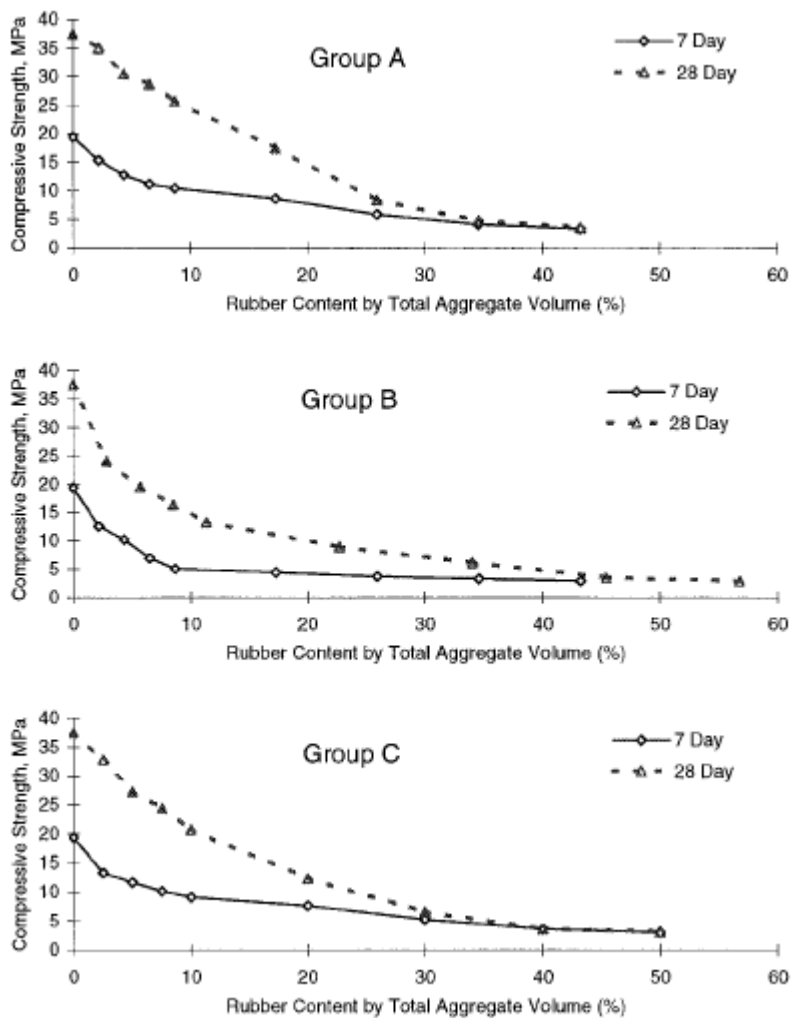 Group A
7 Day
28 Day
Compressive Strength, MPa
40
35
30
25
20
15
10
5
0
0 10 20 30 40 50 60
Rubber Content by Total Aggregate Volume (%)
Group B
7 Day
28 Day
Compressive Strength, MPa
40
35
30
25
20
15
10
5
0
0 10 20 30 40 50 60
Rubber Content by Total Aggregate Volume (%)
Group C
7 Day
28 Day
Compressive Strength, MPa
40
35
30
25
20
15
10
5
0
0 10 20 30 40 50 60
Rubber Content by Total Aggregate Volume (%)